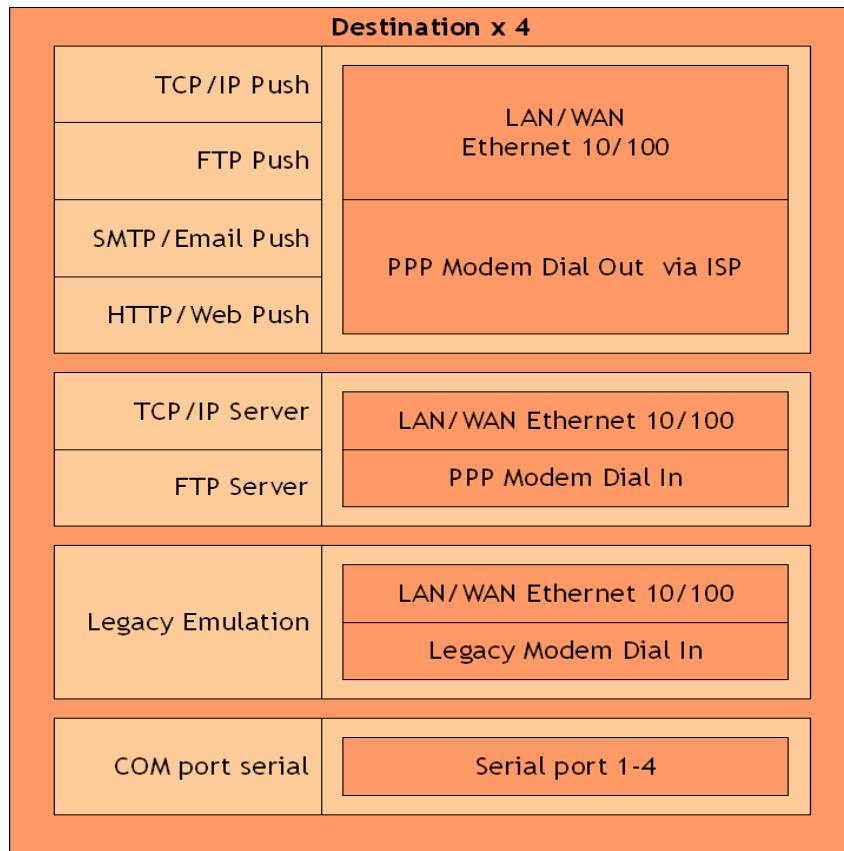 Destination x 4
TCP/IP Push
FTP Push
SMTP/Email Push
HTTP/Web Push
LAN/WAN
Ethernet 10/100
PPP Modem Dial Out via ISP
TCP/IP Server
FTP Server
LAN/WAN Ethernet 10/100
PPP Modem Dial In
Legacy Emulation
LAN/WAN Ethernet 10/100
Legacy Modem Dial In
COM port serial
Serial port 1-4